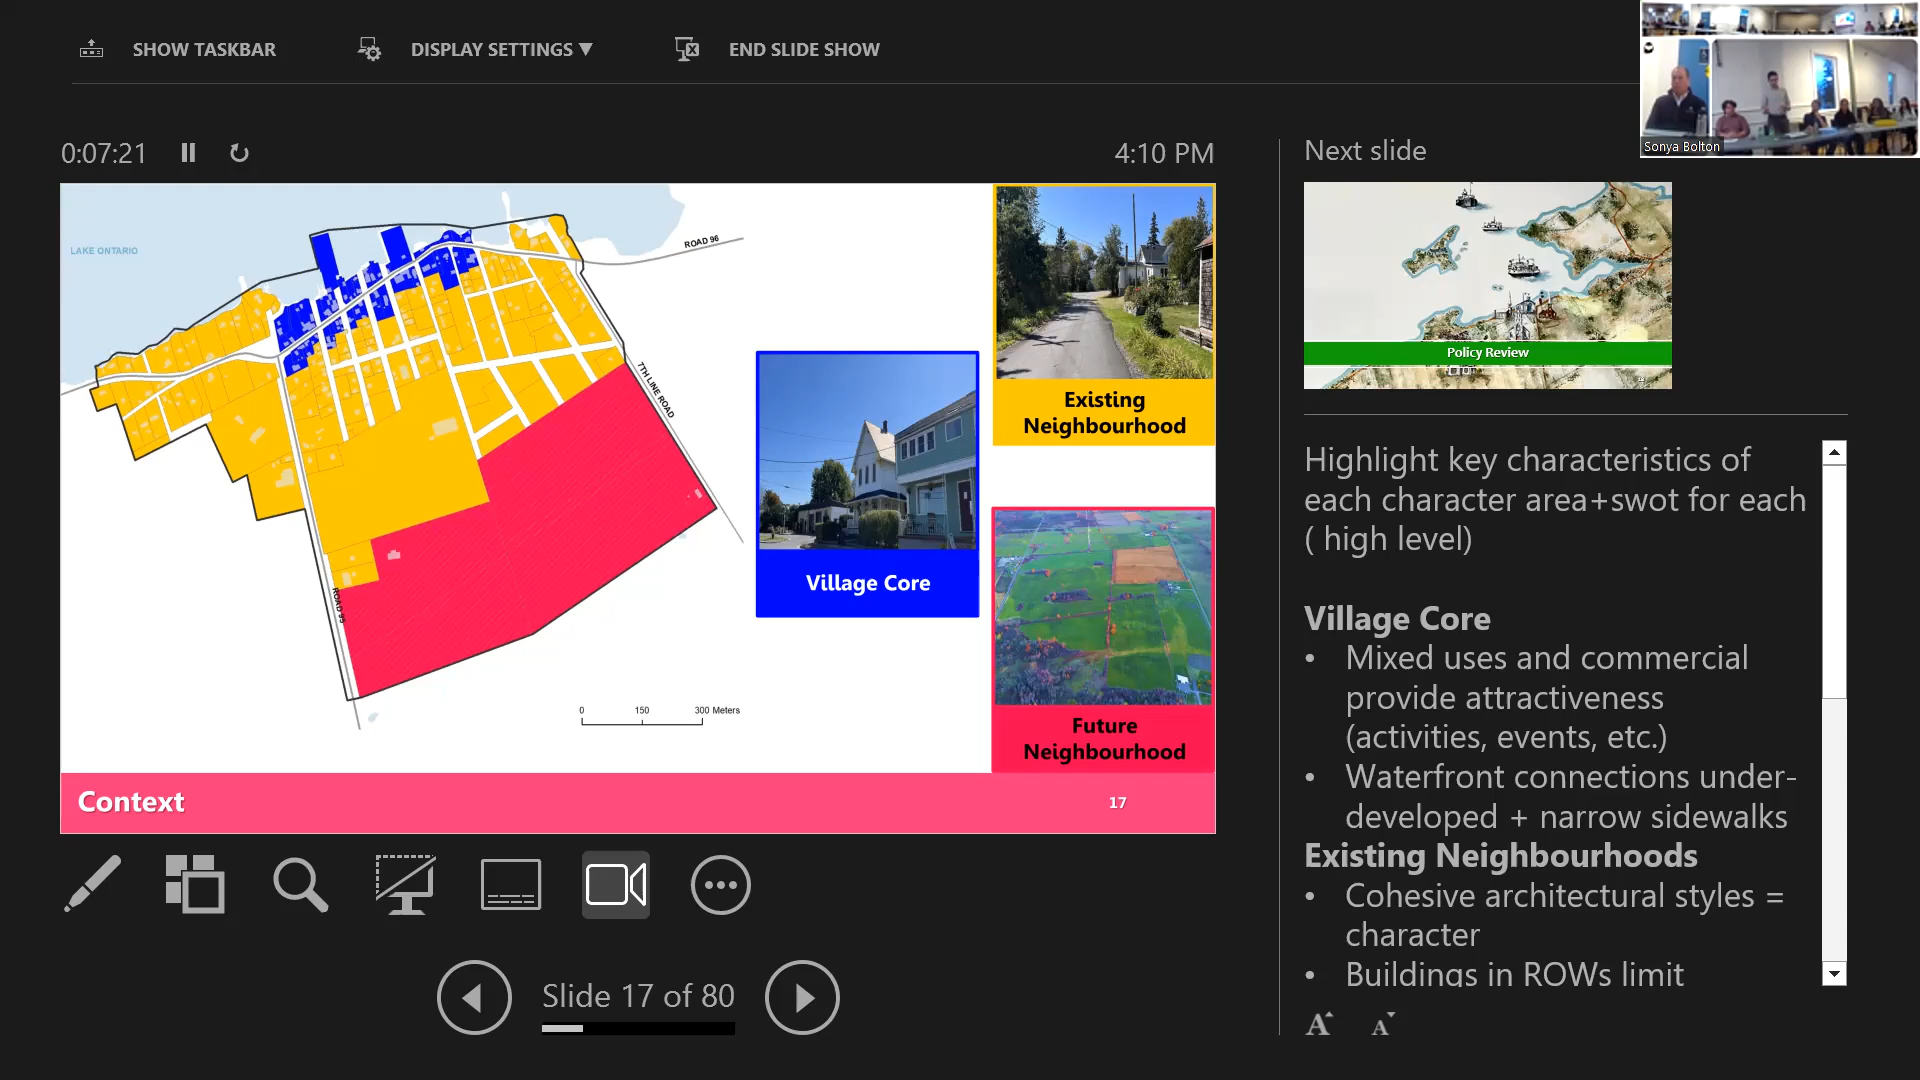 SHOW TASKBAR
DISPLAY SETTINGS ▼
END SLIDE SHOW
Sonya Bolton
0:07:21
4:10 PM
Next slide
LAKE ONTARIO
ROAD 96
7TH LINE ROAD
ROAD 95
0 150 300 Meters
Village Core
Existing
Neighbourhood
Future
Neighbourhood
Context
17
Policy Review
Highlight key characteristics of
each character area+swot for each
( high level)
Village Core
• Mixed uses and commercial
provide attractiveness
(activities, events, etc.)
• Waterfront connections under-
developed + narrow sidewalks
Existing Neighbourhoods
• Cohesive architectural styles =
character
• Buildings in ROWs limit
Slide 17 of 80
A A